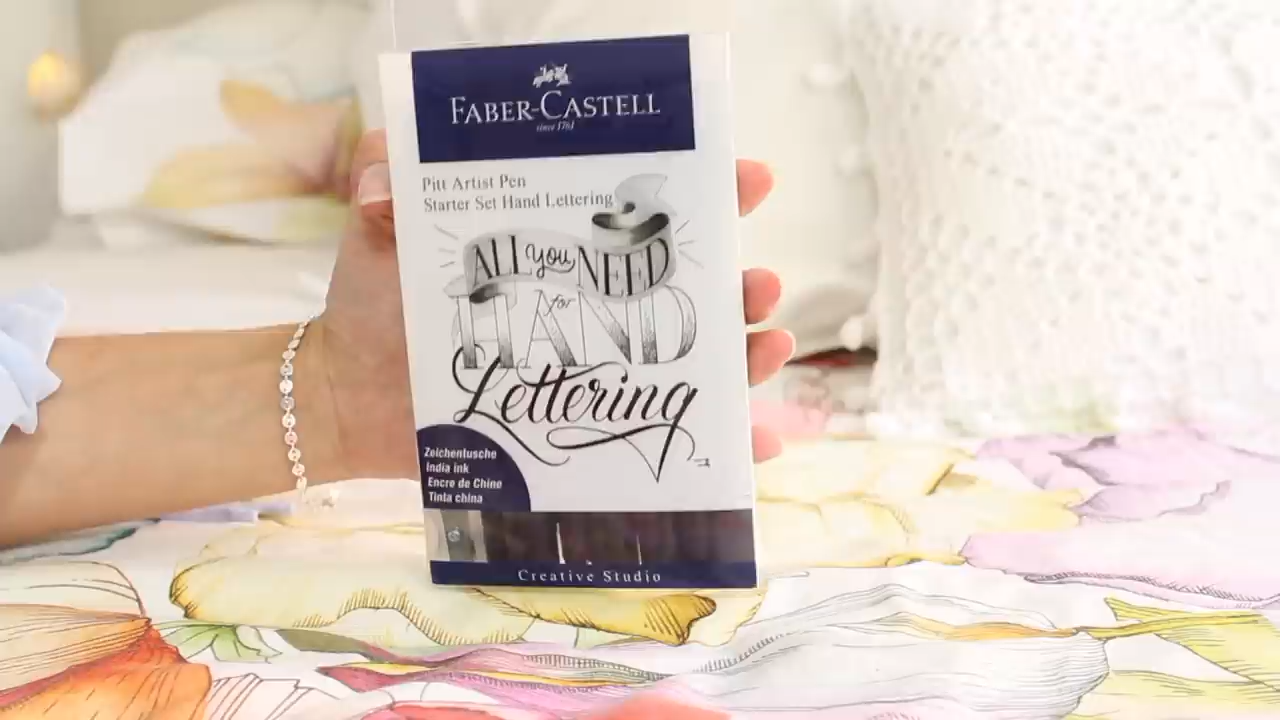 FABER-CASTELL
since 1761
Pitt Artist Pen
Starter Set Hand Lettering
ALL you NEED
for
HAND
Lettering
Zeichentusche
India ink
Encre de Chine
Tinta china
Creative Studio